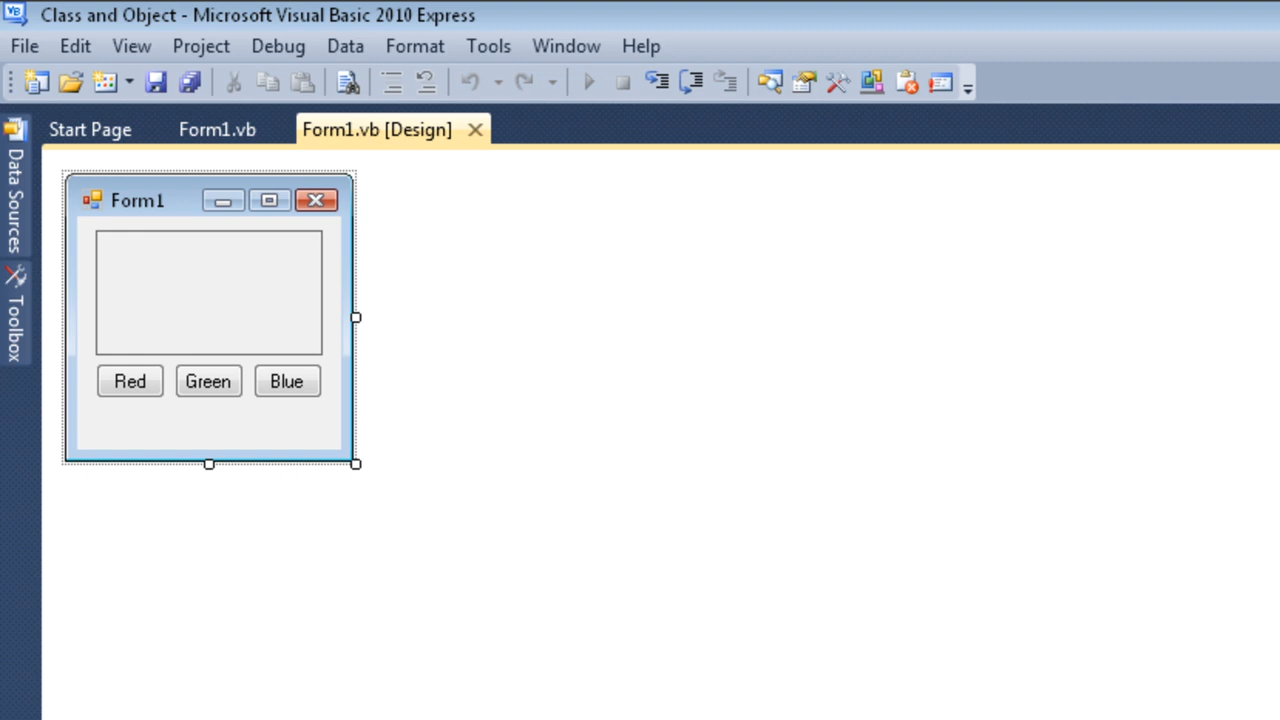 Class and Object - Microsoft Visual Basic 2010 Express
File Edit View Project Debug Data Format Tools Window Help
Start Page Form1.vb Form1.vb [Design]
Data Sources
Toolbox
Form1
Red Green Blue